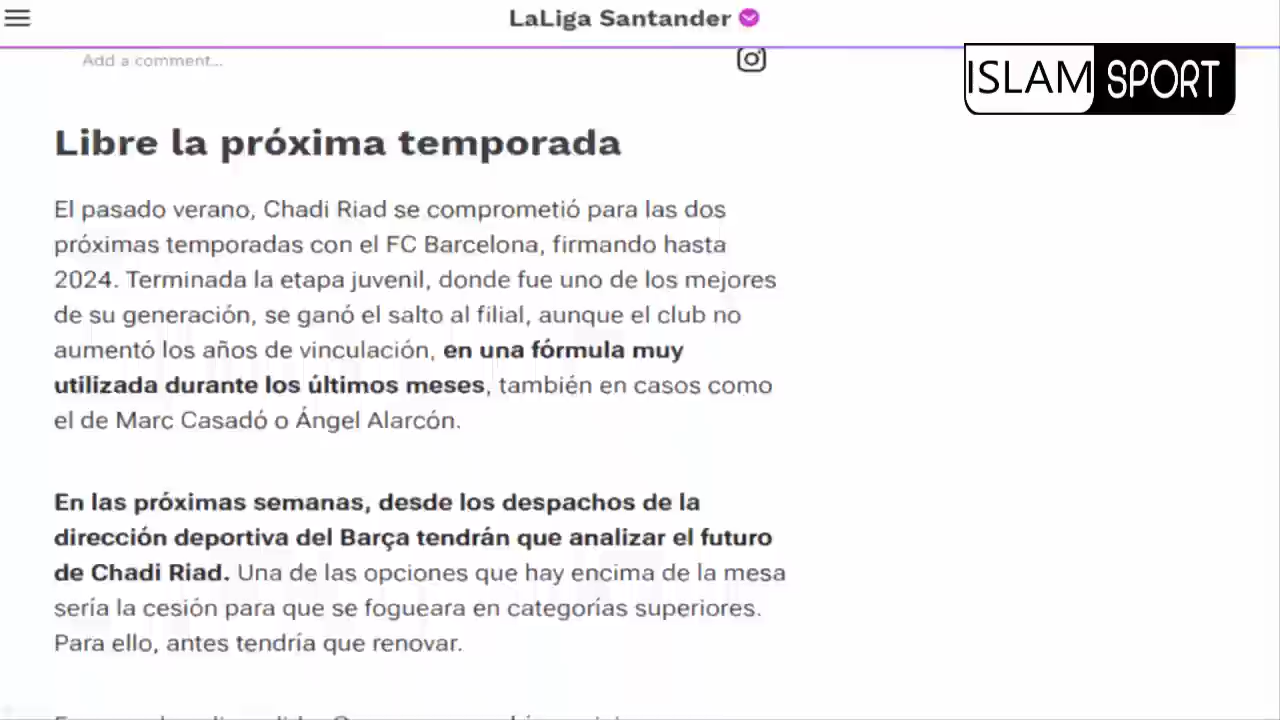 LaLiga Santander
Add a comment...
ISLAM SPORT
Libre la próxima temporada
El pasado verano, Chadi Riad se comprometió para las dos
próximas temporadas con el FC Barcelona, firmando hasta
2024. Terminada la etapa juvenil, donde fue uno de los mejores
de su generación, se ganó el salto al filial, aunque el club no
aumentó los años de vinculación, en una fórmula muy
utilizada durante los últimos meses, también en casos como
el de Marc Casadó o Ángel Alarcón.
En las próximas semanas, desde los despachos de la
dirección deportiva del Barça tendrán que analizar el futuro
de Chadi Riad. Una de las opciones que hay encima de la mesa
sería la cesión para que se fogueara en categorías superiores.
Para ello, antes tendría que renovar.